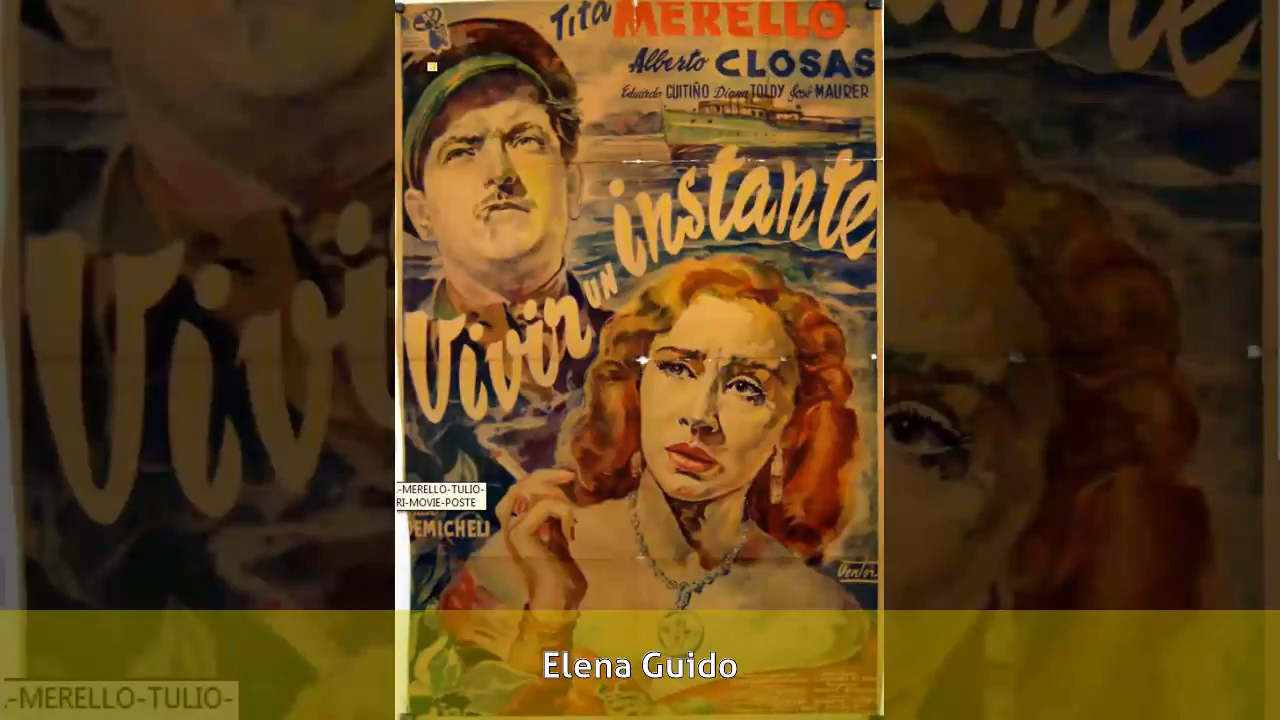 Tita MERELLO
Alberto CLOSAS
Eduardo CUITIÑO Diana TOLDY José MAURER
Vivir UN instante
.-MERELLO-TULIO-
RI-MOVIE-POSTE
DEMICHELI
Venturi
Elena Guido
.-MERELLO-TULIO-